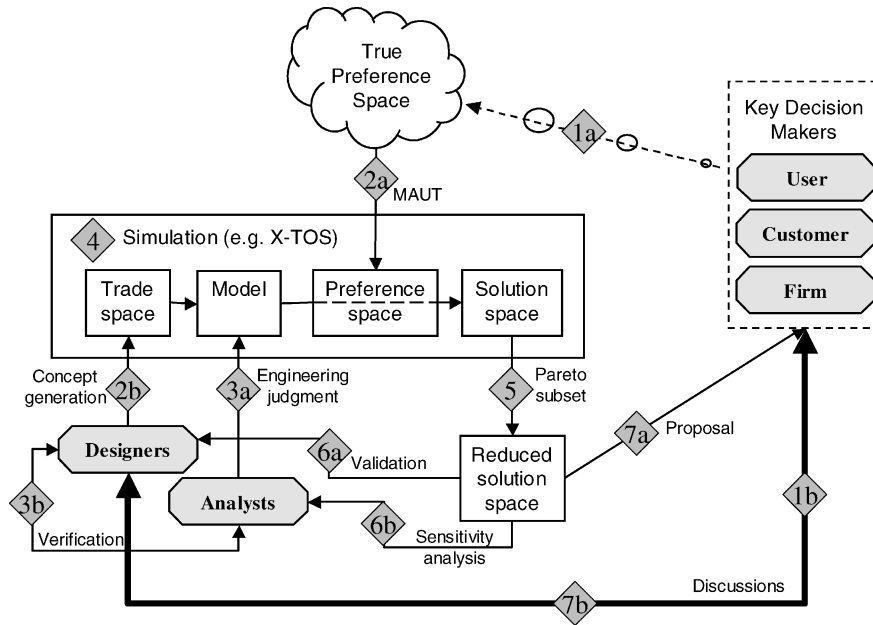 True
Preference
Space
1a
Key Decision
Makers
User
Customer
Firm
2a
MAUT
4
Simulation (e.g. X-TOS)
Trade
space
Model
Preference
space
Solution
space
Concept
generation
2b
3a
Engineering
judgment
5
Pareto
subset
7a
Proposal
Designers
6a
Validation
Reduced
solution
space
Analysts
3b
Verification
6b
Sensitivity
analysis
1b
Discussions
7b